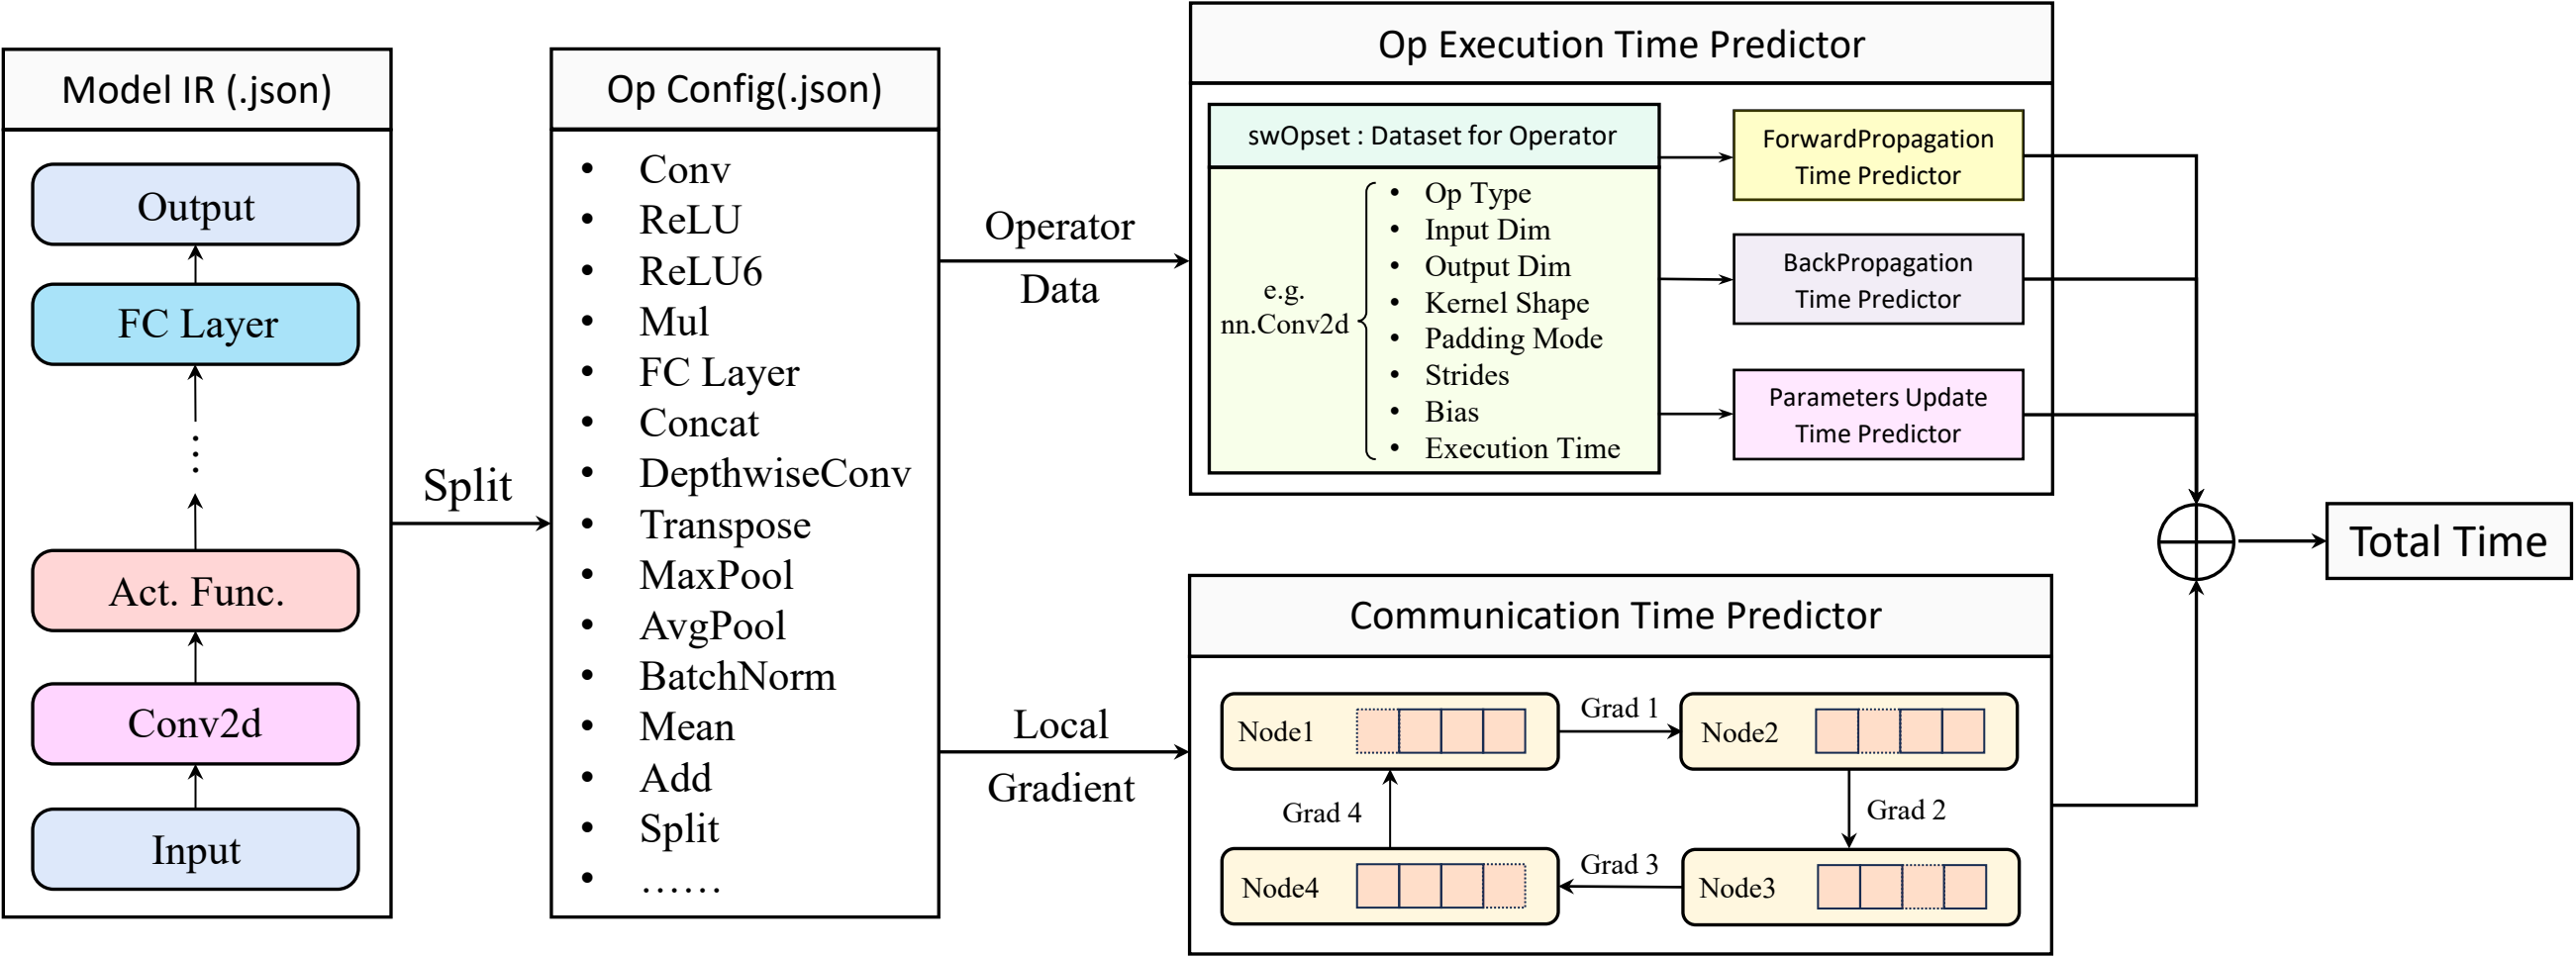 Model IR (.json)
Output
FC Layer
Act. Func.
Conv2d
Input
Split
Op Config(.json)
• Conv
• ReLU
• ReLU6
• Mul
• FC Layer
• Concat
• DepthwiseConv
• Transpose
• MaxPool
• AvgPool
• BatchNorm
• Mean
• Add
• Split
• ……
Operator
Data
Local
Gradient
Op Execution Time Predictor
swOpset : Dataset for Operator
e.g.
nn.Conv2d
• Op Type
• Input Dim
• Output Dim
• Kernel Shape
• Padding Mode
• Strides
• Bias
• Execution Time
ForwardPropagation
Time Predictor
BackPropagation
Time Predictor
Parameters Update
Time Predictor
Communication Time Predictor
Node1
Grad 1
Node2
Grad 4
Grad 2
Node4
Grad 3
Node3
Total Time